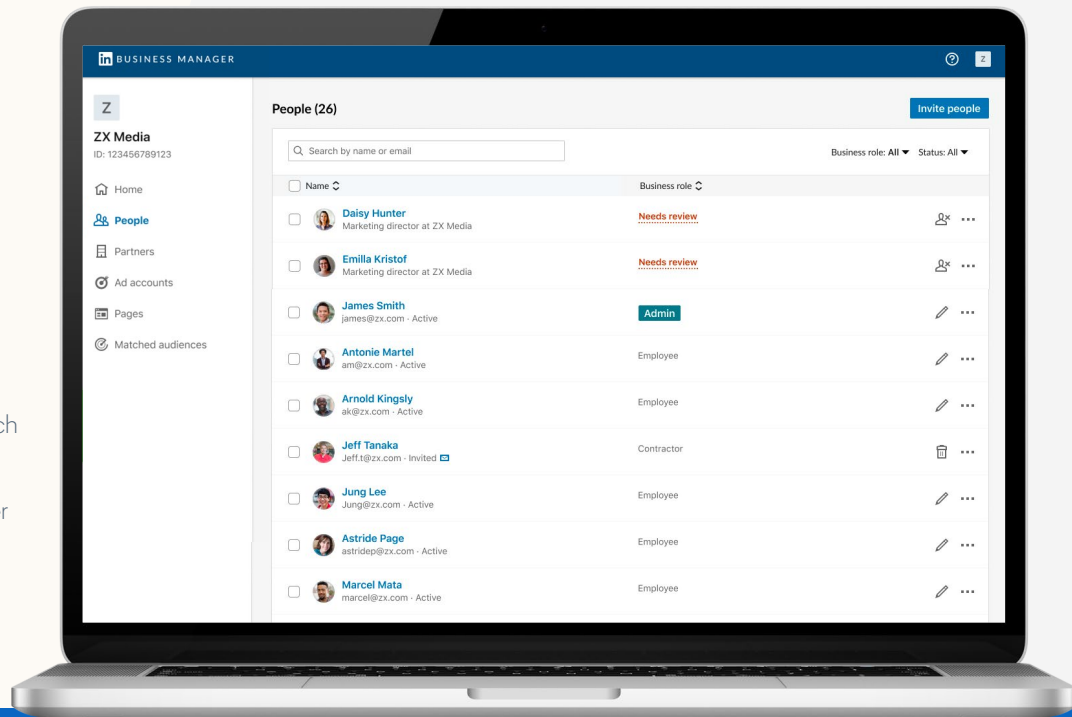 in BUSINESS MANAGER
Z
Z
ZX Media
ID: 123456789123
Home
People
Partners
Ad accounts
Pages
Matched audiences
People (26)
Invite people
Search by name or email
Business role: All Status: All
Name Business role
Daisy Hunter
Marketing director at ZX Media
Needs review
Emilla Kristof
Marketing director at ZX Media
Needs review
James Smith
james@zx.com · Active
Admin
Antonie Martel
am@zx.com · Active
Employee
Arnold Kingsly
ak@zx.com · Active
Employee
Jeff Tanaka
Jeff.t@zx.com · Invited
Contractor
Jung Lee
Jung@zx.com · Active
Employee
Astride Page
astridep@zx.com · Active
Employee
Marcel Mata
marcel@zx.com · Active
Employee